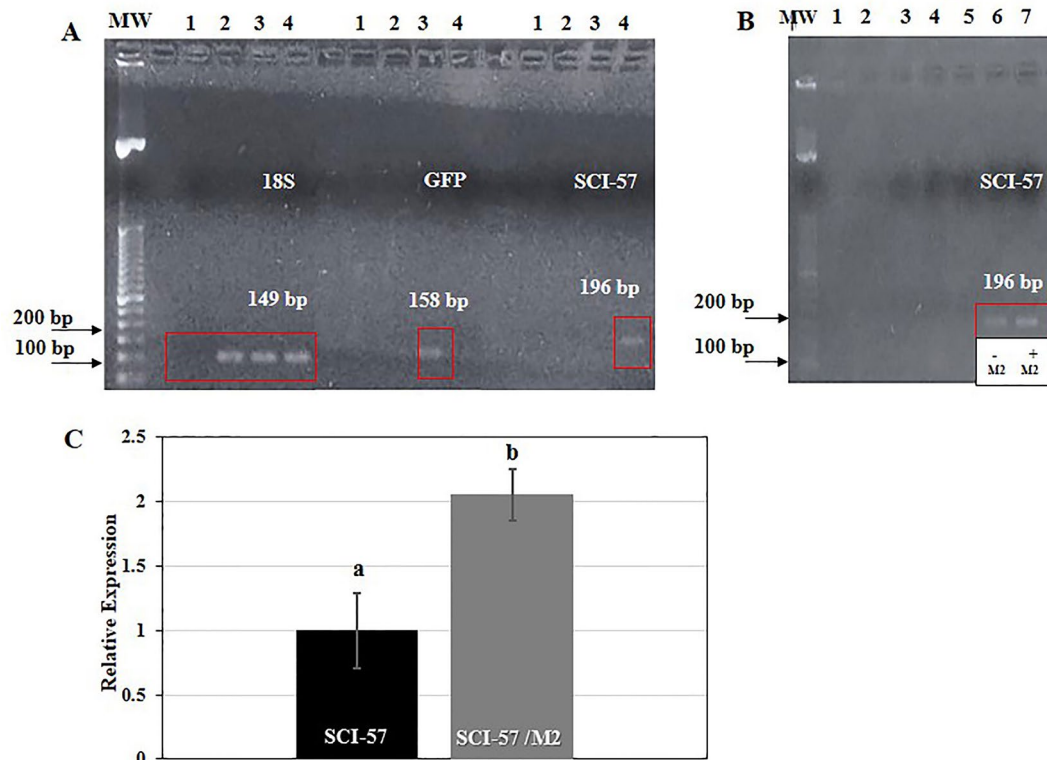 A
MW 1 2 3 4 1 2 3 4 1 2 3 4
18S GFP SCI-57
149 bp 158 bp 196 bp
200 bp
100 bp
B
MW 1 2 3 4 5 6 7
SCI-57
196 bp
200 bp
100 bp
- +
M2 M2
C
Relative Expression
2.5
2
1.5
1
0.5
0
a
b
SCI-57 SCI-57 /M2